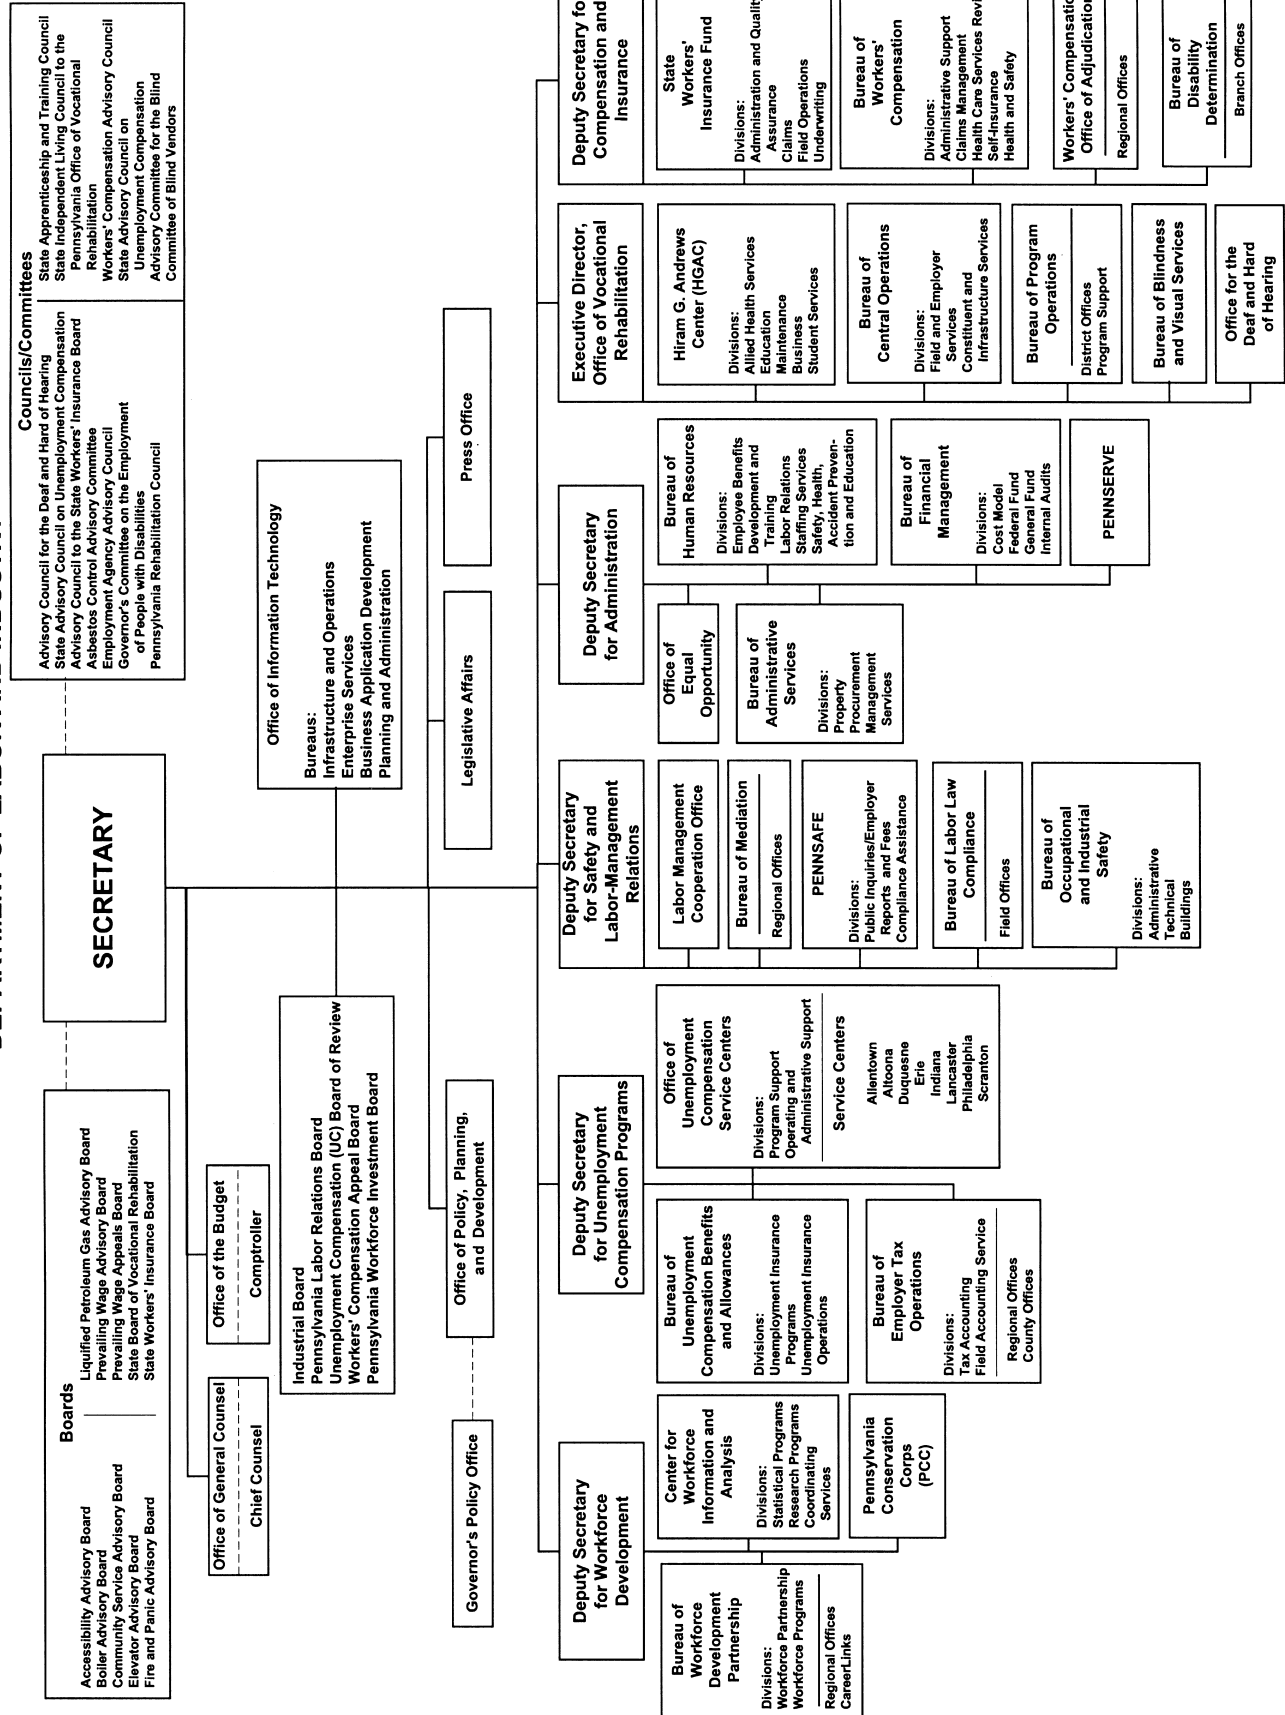 Boards
Accessibility Advisory Board
Boiler Advisory Board
Community Service Advisory Board
Elevator Advisory Board
Fire and Panic Advisory Board
Liquified Petroleum Gas Advisory Board
Prevailing Wage Advisory Board
Prevailing Wage Appeals Board
State Board of Vocational Rehabilitation
State Workers' Insurance Board
SECRETARY
Councils/Committees
Advisory Council for the Deaf and Hard of Hearing
State Advisory Council on Unemployment Compensation
Advisory Council to the State Workers' Insurance Board
Asbestos Control Advisory Committee
Employment Agency Advisory Council
Governor's Committee on the Employment
of People with Disabilities
Pennsylvania Rehabilitation Council
State Apprenticeship and Training Council
State Independent Living Council to the
Pennsylvania Office of Vocational
Rehabilitation
Workers' Compensation Advisory Council
State Advisory Council on
Unemployment Compensation
Advisory Committee for the Blind
Committee of Blind Vendors
Office of General Counsel
Chief Counsel
Office of the Budget
Comptroller
Industrial Board
Pennsylvania Labor Relations Board
Unemployment Compensation (UC) Board of Review
Workers' Compensation Appeal Board
Pennsylvania Workforce Investment Board
Office of Information Technology
Bureaus:
Infrastructure and Operations
Enterprise Services
Business Application Development
Planning and Administration
Governor's Policy Office
Office of Policy, Planning,
and Development
Legislative Affairs
Press Office
Deputy Secretary
for Workforce
Development
Bureau of
Workforce
Development
Partnership
Divisions:
Workforce Partnership
Workforce Programs
Regional Offices
CareerLinks
Center for
Workforce
Information and
Analysis
Divisions:
Statistical Programs
Research Programs
Coordinating
Services
Pennsylvania
Conservation
Corps
(PCC)
Deputy Secretary
for Unemployment
Compensation Programs
Bureau of
Unemployment
Compensation Benefits
and Allowances
Divisions:
Unemployment Insurance
Programs
Unemployment Insurance
Operations
Bureau of
Employer Tax
Operations
Divisions:
Tax Accounting
Field Accounting Service
Regional Offices
County Offices
Office of
Unemployment
Compensation
Service Centers
Divisions:
Program Support
Operating and
Administrative Support
Service Centers
Allentown
Altoona
Duquesne
Erie
Indiana
Lancaster
Philadelphia
Scranton
Deputy Secretary
for Safety and
Labor-Management
Relations
Labor Management
Cooperation Office
Bureau of Mediation
Regional Offices
PENNSAFE
Divisions:
Public Inquiries/Employer
Reports and Fees
Compliance Assistance
Bureau of Labor Law
Compliance
Field Offices
Bureau of
Occupational
and Industrial
Safety
Divisions:
Administrative
Technical
Buildings
Deputy Secretary
for Administration
Office of
Equal
Opportunity
Bureau of
Administrative
Services
Divisions:
Property
Procurement
Management
Services
Bureau of
Human Resources
Divisions:
Employee Benefits
Development and
Training
Labor Relations
Staffing Services
Safety, Health,
Accident Preven-
tion and Education
Bureau of
Financial
Management
Divisions:
Cost Model
Federal Fund
General Fund
Internal Audits
PENNSERVE
Executive Director,
Office of Vocational
Rehabilitation
Hiram G. Andrews
Center (HGAC)
Divisions:
Allied Health Services
Education
Maintenance
Business
Student Services
Bureau of
Central Operations
Divisions:
Field and Employer
Services
Constituent and
Infrastructure Services
Bureau of Program
Operations
District Offices
Program Support
Bureau of Blindness
and Visual Services
Office for the
Deaf and Hard
of Hearing
Deputy Secretary fo
Compensation and
Insurance
State
Workers'
Insurance Fund
Divisions:
Administration and Quality
Assurance
Claims
Field Operations
Underwriting
Bureau of
Workers'
Compensation
Divisions:
Administrative Support
Claims Management
Health Care Services Revi
Self-Insurance
Health and Safety
Workers' Compensatio
Office of Adjudication
Regional Offices
Bureau of
Disability
Determination
Branch Offices